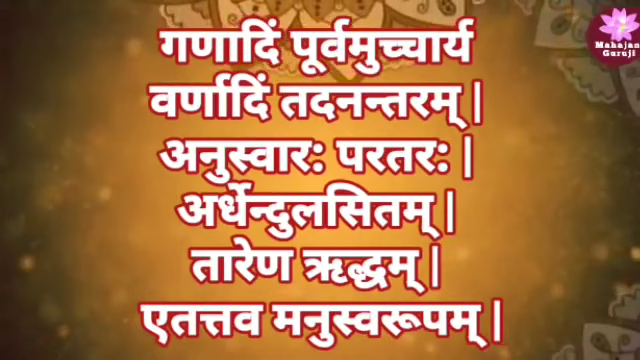 गणादिं पूर्वमुच्चार्य
वर्णादिं तदनन्तरम् |
अनुस्वारः परतरः |
अर्धेन्दुलसितम् |
तारेण ऋद्धम् |
एतत्तव मनुस्वरूपम् |
Mahajan
Guruji